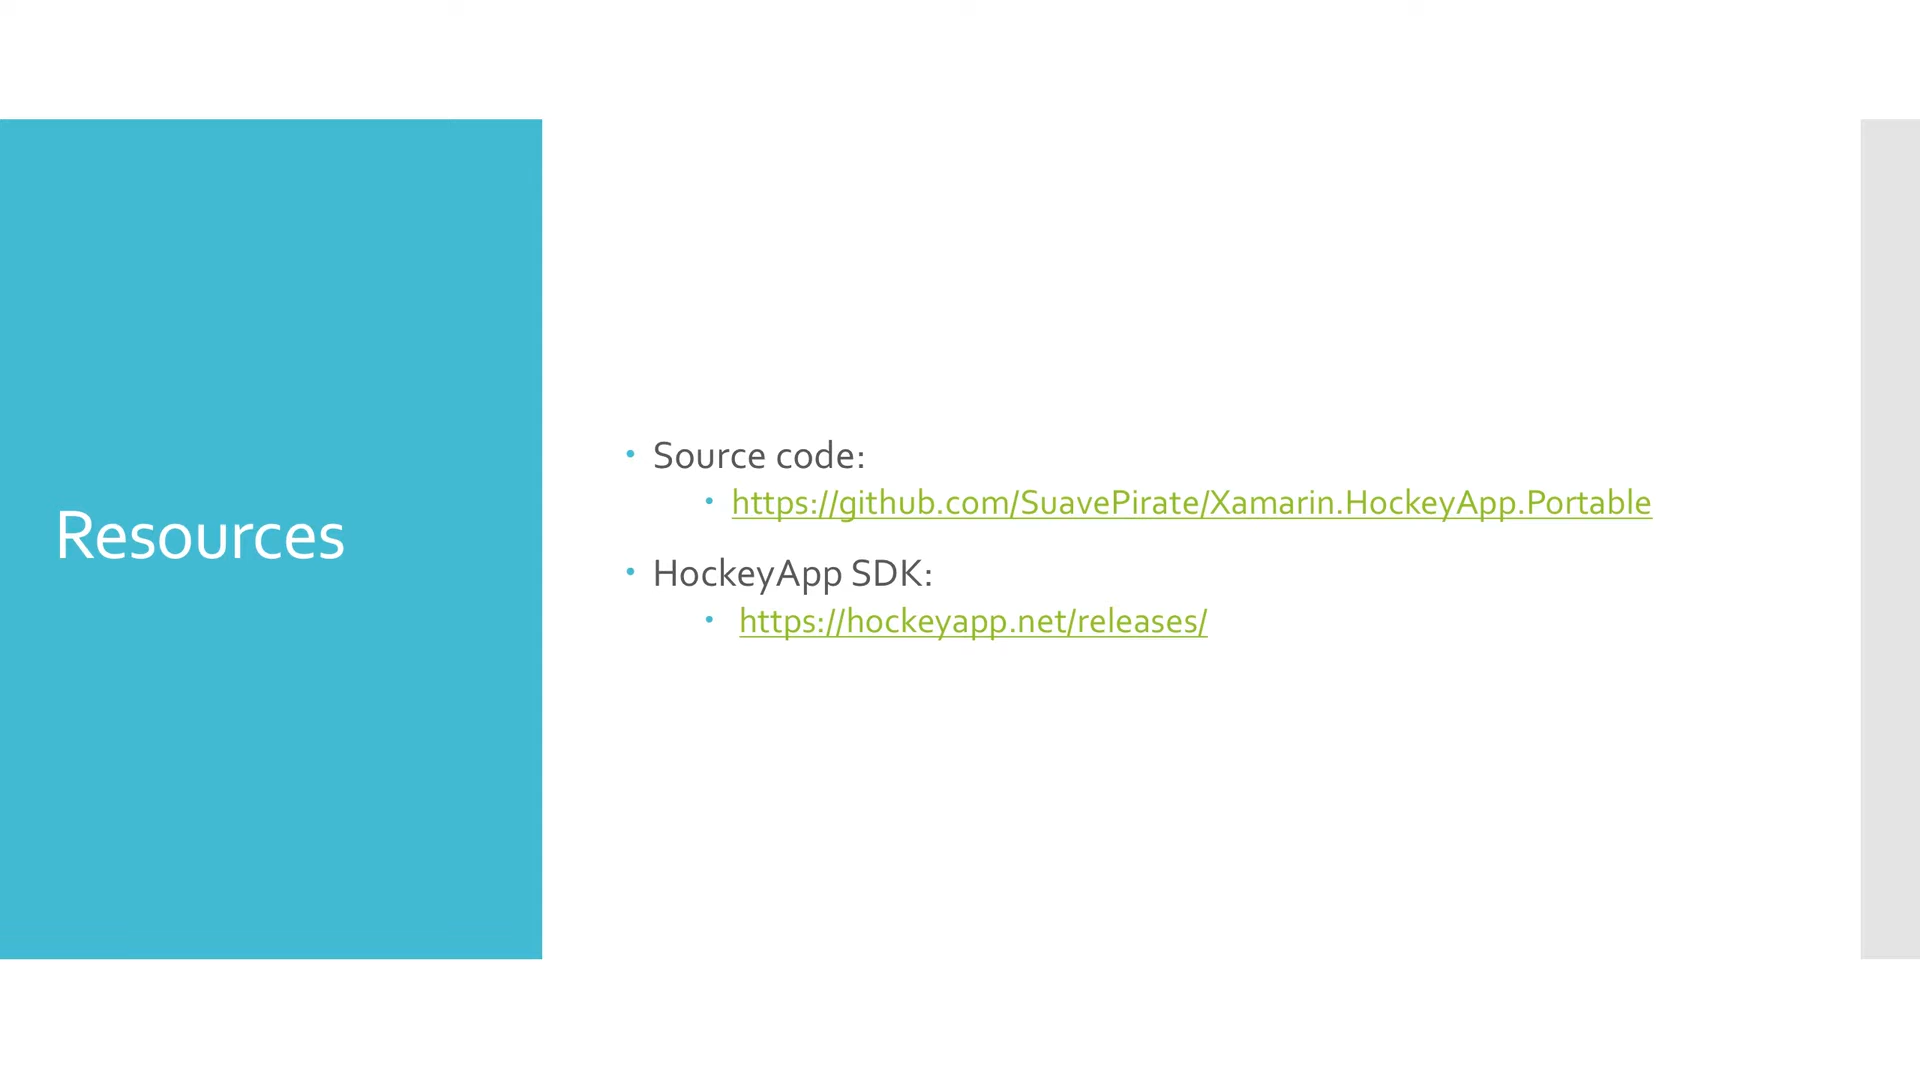 Resources
• Source code:
• https://github.com/SuavePirate/Xamarin.HockeyApp.Portable
• HockeyApp SDK:
• https://hockeyapp.net/releases/